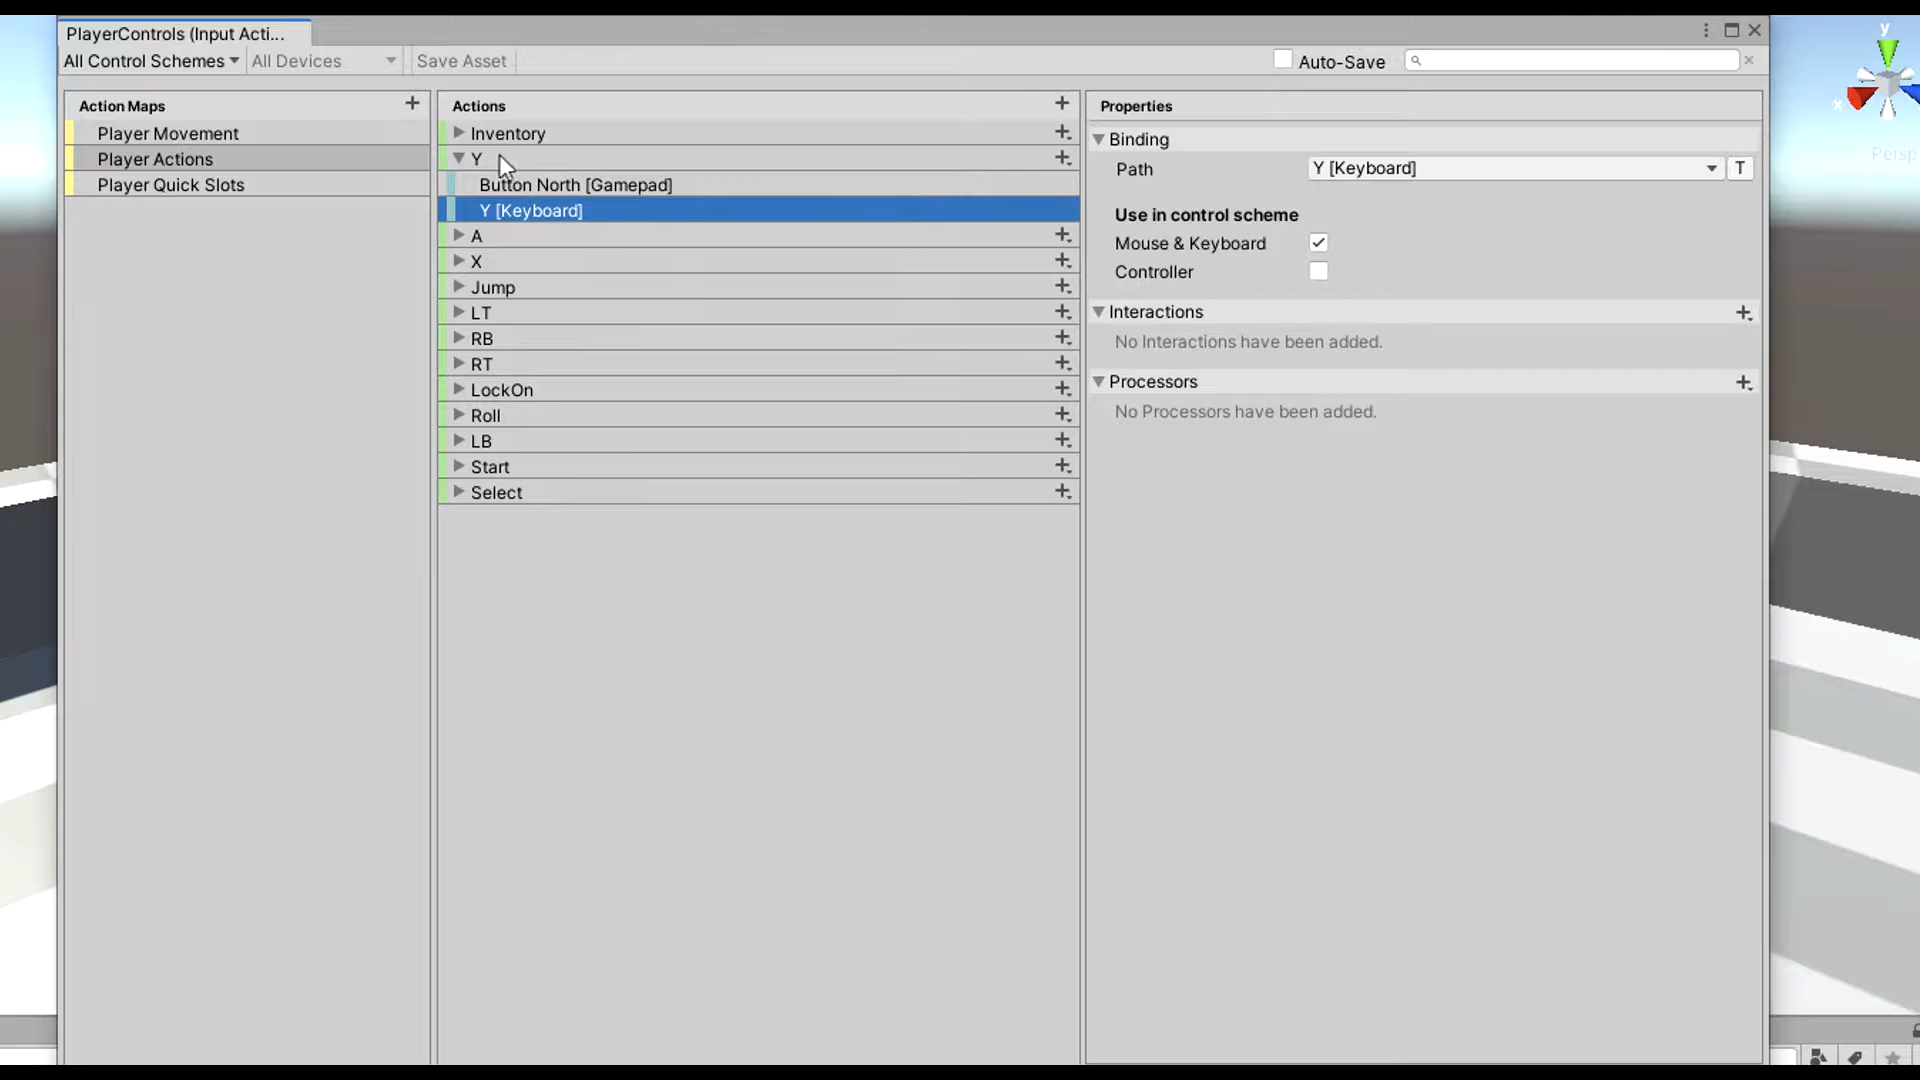 PlayerControls (Input Acti...
All Control Schemes
All Devices
Save Asset
Auto-Save
Action Maps
Player Movement
Player Actions
Player Quick Slots
Actions
Inventory
Y
Button North [Gamepad]
Y [Keyboard]
A
X
Jump
LT
RB
RT
LockOn
Roll
LB
Start
Select
Properties
Binding
Path
Y [Keyboard]
T
Use in control scheme
Mouse & Keyboard
Controller
Interactions
No Interactions have been added.
Processors
No Processors have been added.
y
x
Persp